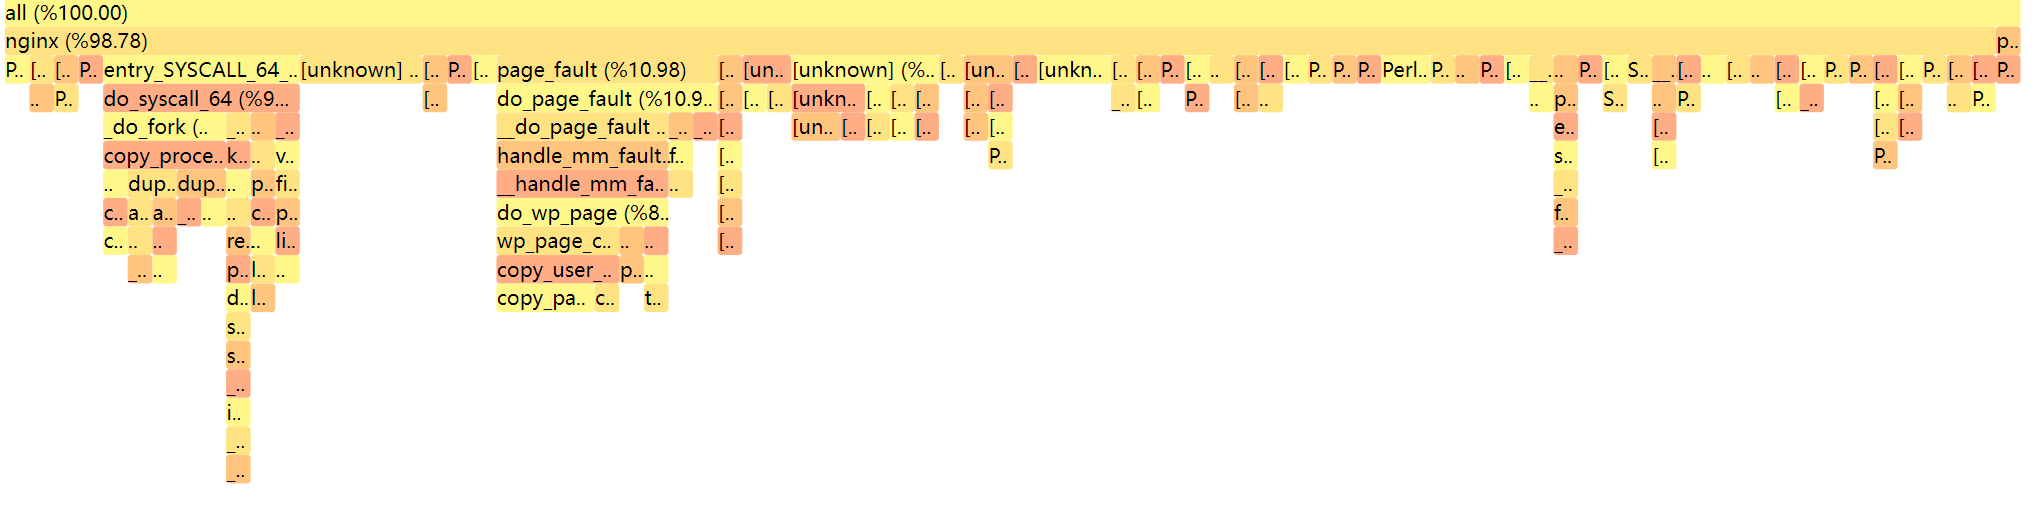 all (%100.00)
nginx (%98.78) p..
P.. [.. [.. P.. entry_SYSCALL_64_.. [unknown] .. [.. P.. [.. page_fault (%10.98) [.. [un.. [unknown] (%.. [.. [un.. [.. [unkn.. [.. [.. P.. [.. .. [.. [.. [.. P.. P.. P.. Perl.. P.. .. P.. [.. __.. .. P.. [.. S.. __.. [.. .. [.. .. [.. [.. P.. P.. [.. [.. P.. [.. [.. P..
.. P.. do_syscall_64 (%9... [.. do_page_fault (%10.9.. [.. [.. [.. [unkn.. [.. [.. [.. [.. [.. _.. [.. P.. [.. .. .. p.. S.. .. P.. [.. _.. [.. [.. .. P..
_do_fork (.. _.. .. _.. __do_page_fault .. _.. _.. [.. [un.. [.. [.. [.. [.. [.. [.. e.. [.. [.. [..
copy_proce.. k.. .. v.. handle_mm_fault.. f.. [.. P.. s.. [.. P..
.. dup.. dup.. .. p.. fi.. __handle_mm_fa.. .. [.. _..
c.. a.. a.. _.. .. .. c.. p.. do_wp_page (%8.. [.. f..
c.. .. .. re... li.. wp_page_c.. .. .. [.. _..
_.. .. p.. l.. .. copy_user_.. p.. ..
d.. l.. copy_pa.. c.. t..
s..
s..
_..
i..
_..
_..